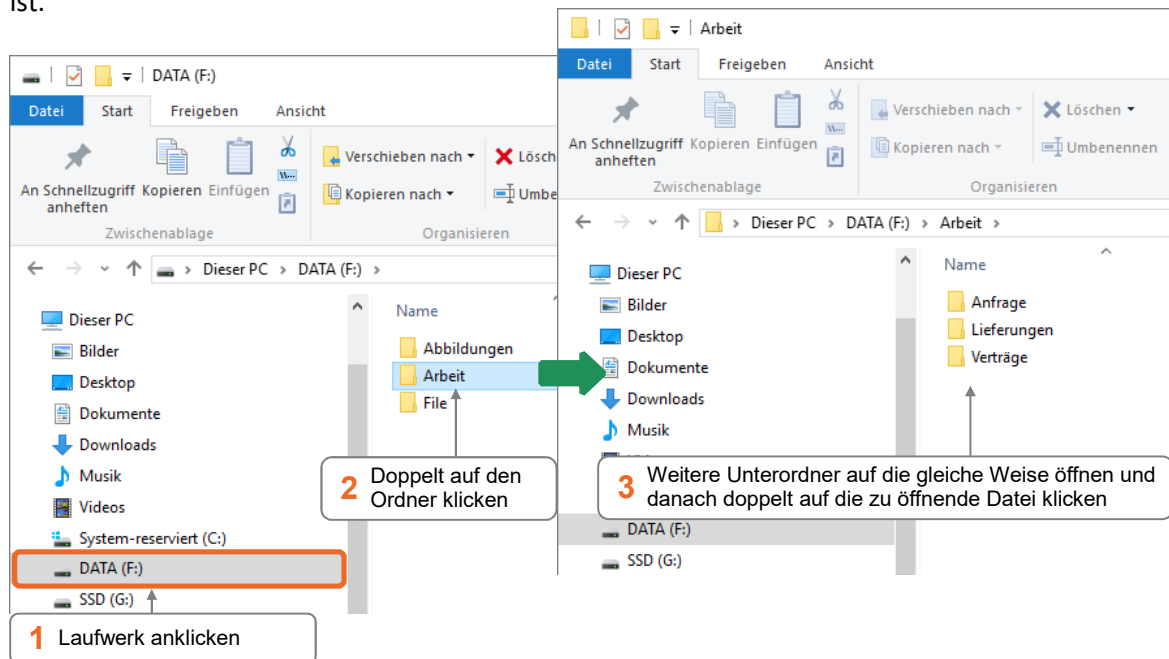 ist.
DATA (F:)
Datei Start Freigeben Ansicht
An Schnellzugriff anheften
Kopieren
Einfügen
Verschieben nach
Kopieren nach
Lösch
Umbe
Zwischenablage
Organisieren
Dieser PC > DATA (F:) >
Dieser PC
Bilder
Desktop
Dokumente
Downloads
Musik
Videos
System-reserviert (C:)
DATA (F:)
SSD (G:)
Name
Abbildungen
Arbeit
File
1 Laufwerk anklicken
2 Doppelt auf den
Ordner klicken
Arbeit
Datei Start Freigeben Ansicht
An Schnellzugriff
anheften
Kopieren
Einfügen
Verschieben nach
Kopieren nach
Löschen
Umbenennen
Zwischenablage
Organisieren
> Dieser PC > DATA (F:) > Arbeit >
Dieser PC
Bilder
Desktop
Dokumente
Downloads
Musik
DATA (F:)
SSD (G:)
Name
Anfrage
Lieferungen
Verträge
3 Weitere Unterordner auf die gleiche Weise öffnen und
danach doppelt auf die zu öffnende Datei klicken